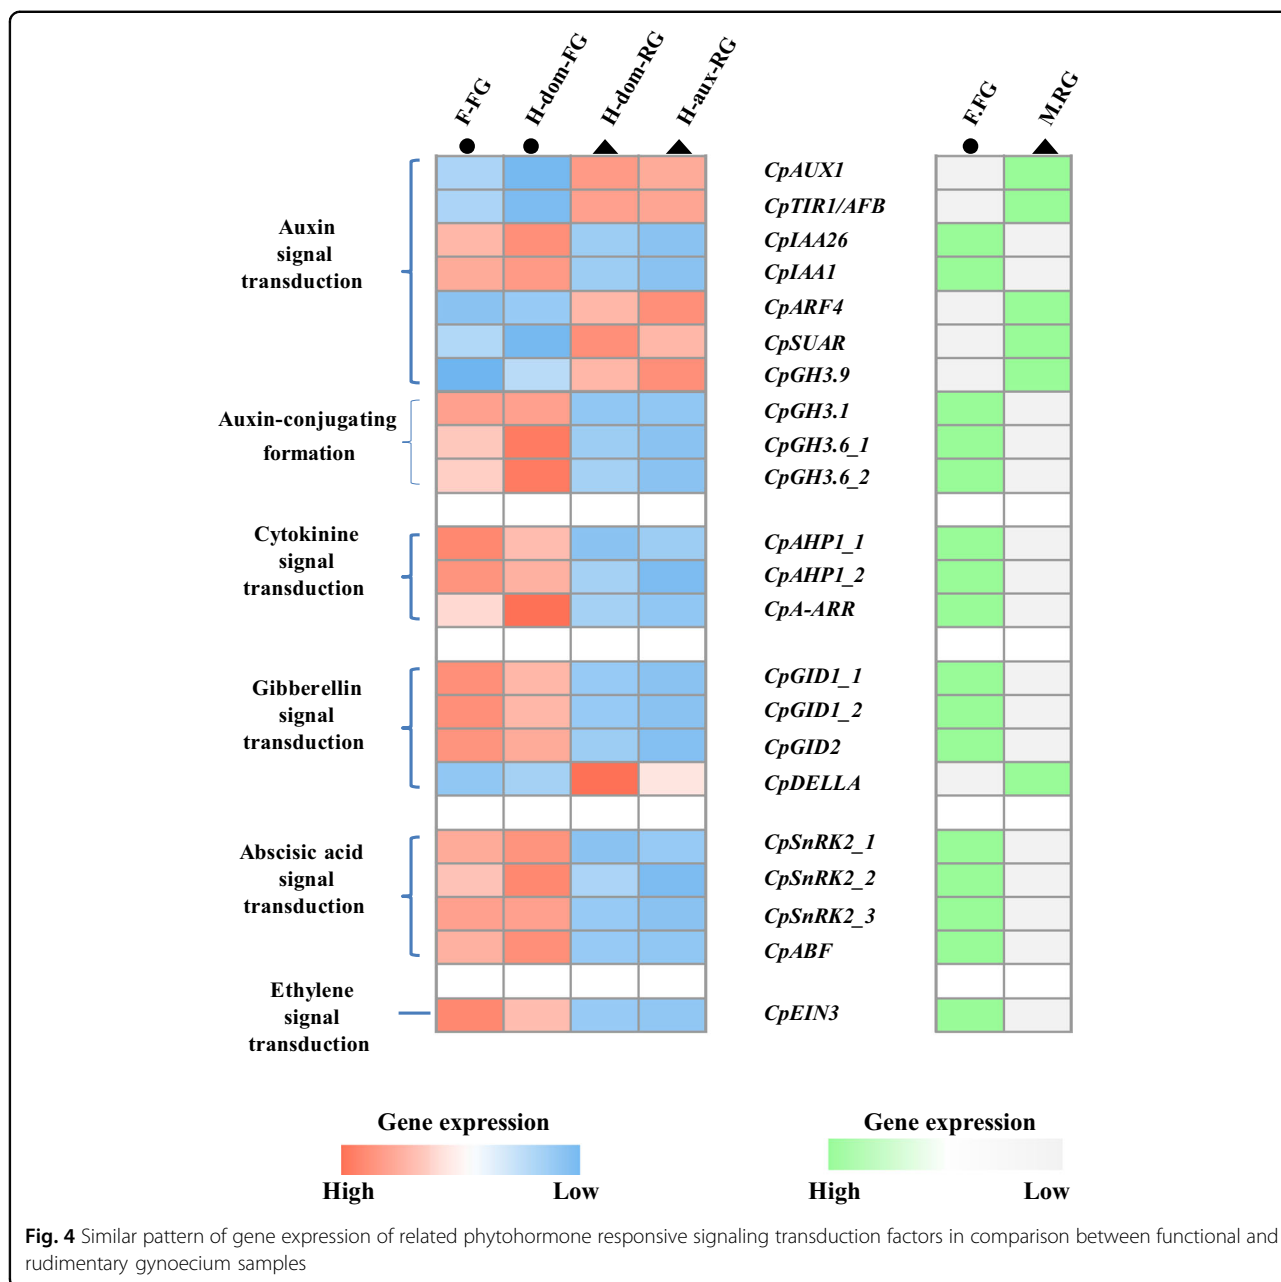 F-FG
H-dom-FG
H-dom-RG
H-aux-RG
F.FG
M.RG
Auxin
signal
transduction
CpAUX1
CpTIR1/AFB
CpIAA26
CpIAA1
CpARF4
CpSUAR
CpGH3.9
Auxin-conjugating
formation
CpGH3.1
CpGH3.6_1
CpGH3.6_2
Cytokinine
signal
transduction
CpAHP1_1
CpAHP1_2
CpA-ARR
Gibberellin
signal
transduction
CpGID1_1
CpGID1_2
CpGID2
CpDELLA
Abscisic acid
signal
transduction
CpSnRK2_1
CpSnRK2_2
CpSnRK2_3
CpABF
Ethylene
signal
transduction
CpEIN3
Gene expression
High Low
Gene expression
High Low
Fig. 4 Similar pattern of gene expression of related phytohormone responsive signaling transduction factors in comparison between functional and
rudimentary gynoecium samples